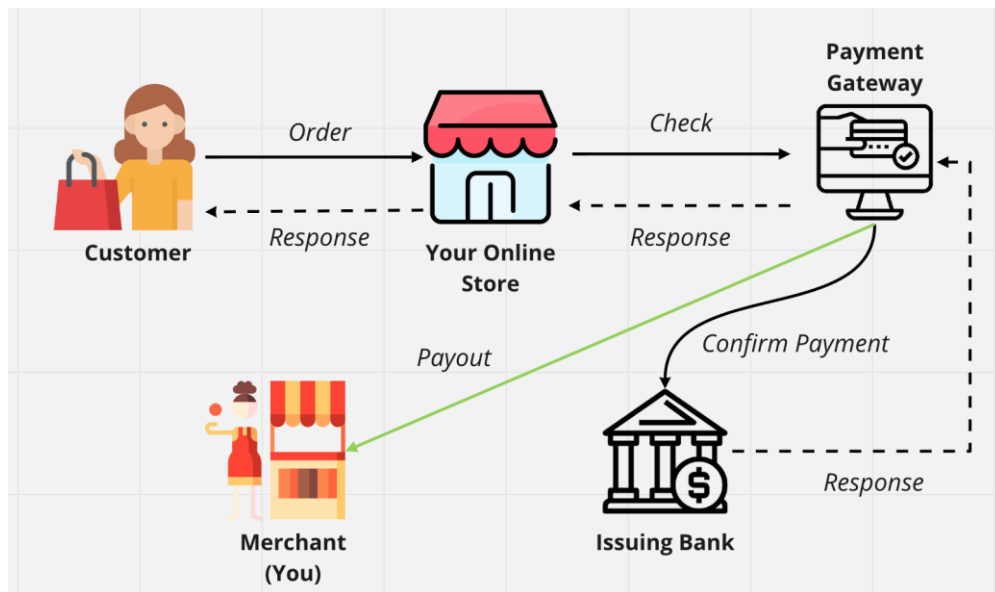 Payment
Gateway
Order
Check
Response
Response
Customer
Your Online
Store
Payout
Confirm Payment
Response
Merchant
(You)
Issuing Bank
$